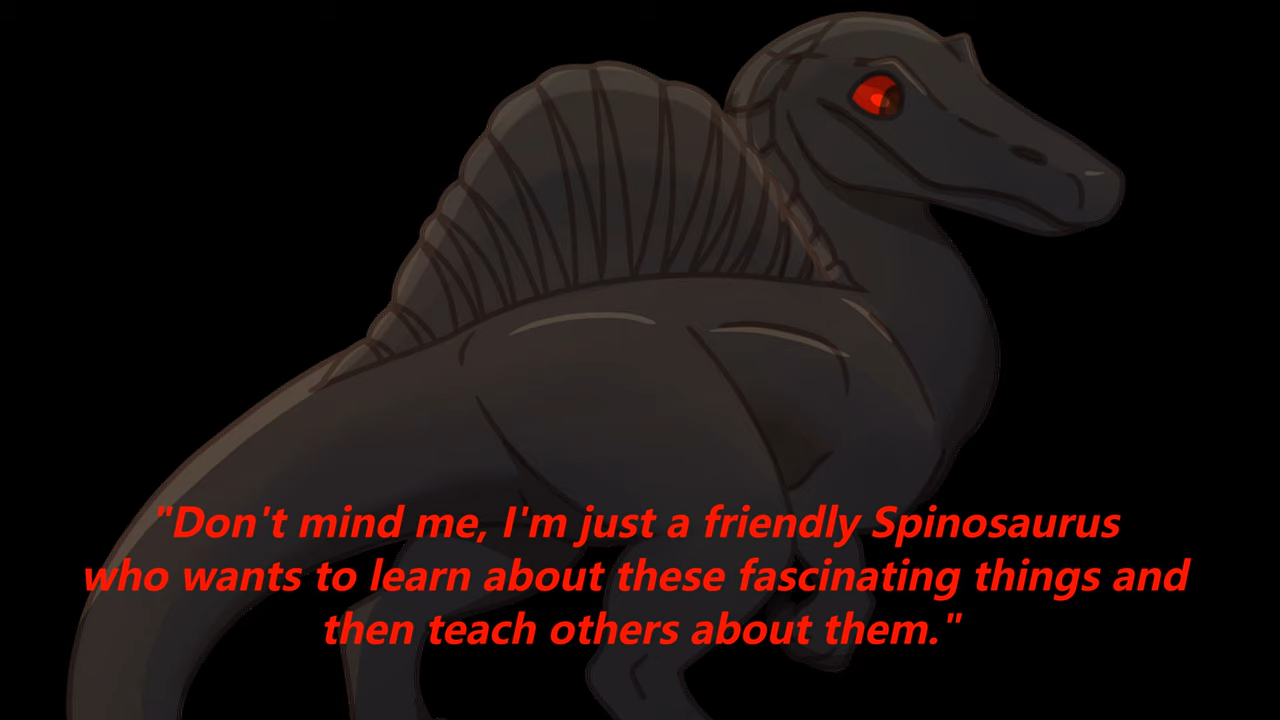 "Don't mind me, I'm just a friendly Spinosaurus
who wants to learn about these fascinating things and
then teach others about them."